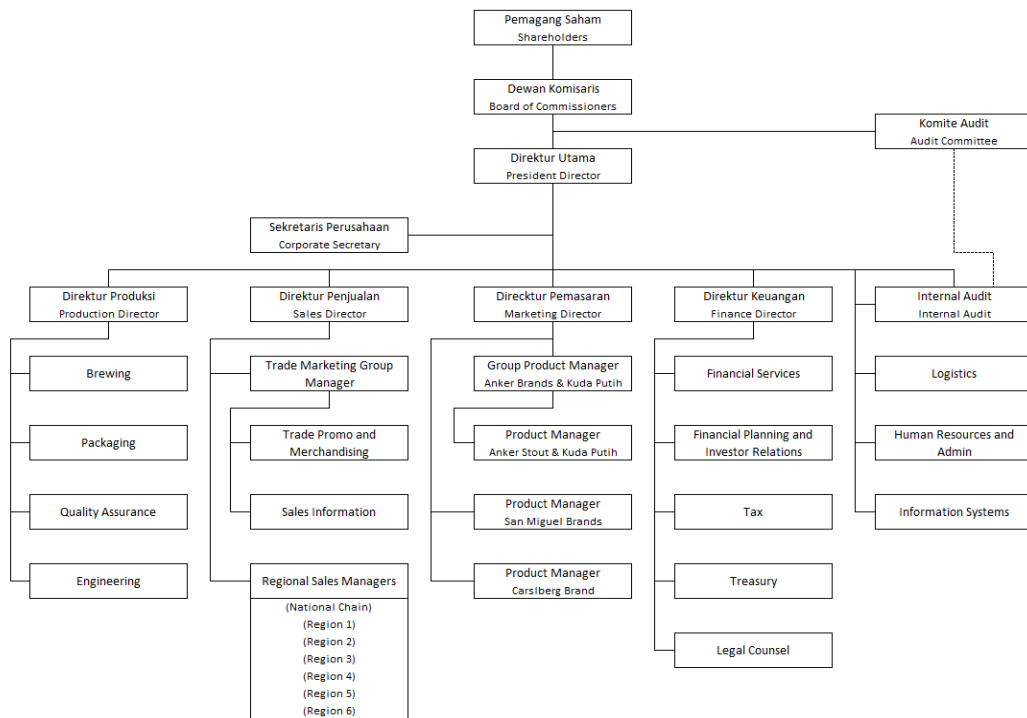 Pemagang Saham
Shareholders
Dewan Komisaris
Board of Commissioners
Komite Audit
Audit Committee
Direktur Utama
President Director
Sekretaris Perusahaan
Corporate Secretary
Direktur Produksi
Production Director
Direktur Penjualan
Sales Director
Direcktur Pemasaran
Marketing Director
Direktur Keuangan
Finance Director
Internal Audit
Internal Audit
Brewing
Trade Marketing Group
Manager
Group Product Manager
Anker Brands & Kuda Putih
Financial Services
Logistics
Packaging
Trade Promo and
Merchandising
Product Manager
Anker Stout & Kuda Putih
Financial Planning and
Investor Relations
Human Resources and
Admin
Quality Assurance
Sales Information
Product Manager
San Miguel Brands
Tax
Information Systems
Engineering
Regional Sales Managers
(National Chain)
(Region 1)
(Region 2)
(Region 3)
(Region 4)
(Region 5)
(Region 6)
Product Manager
Carslberg Brand
Treasury
Legal Counsel